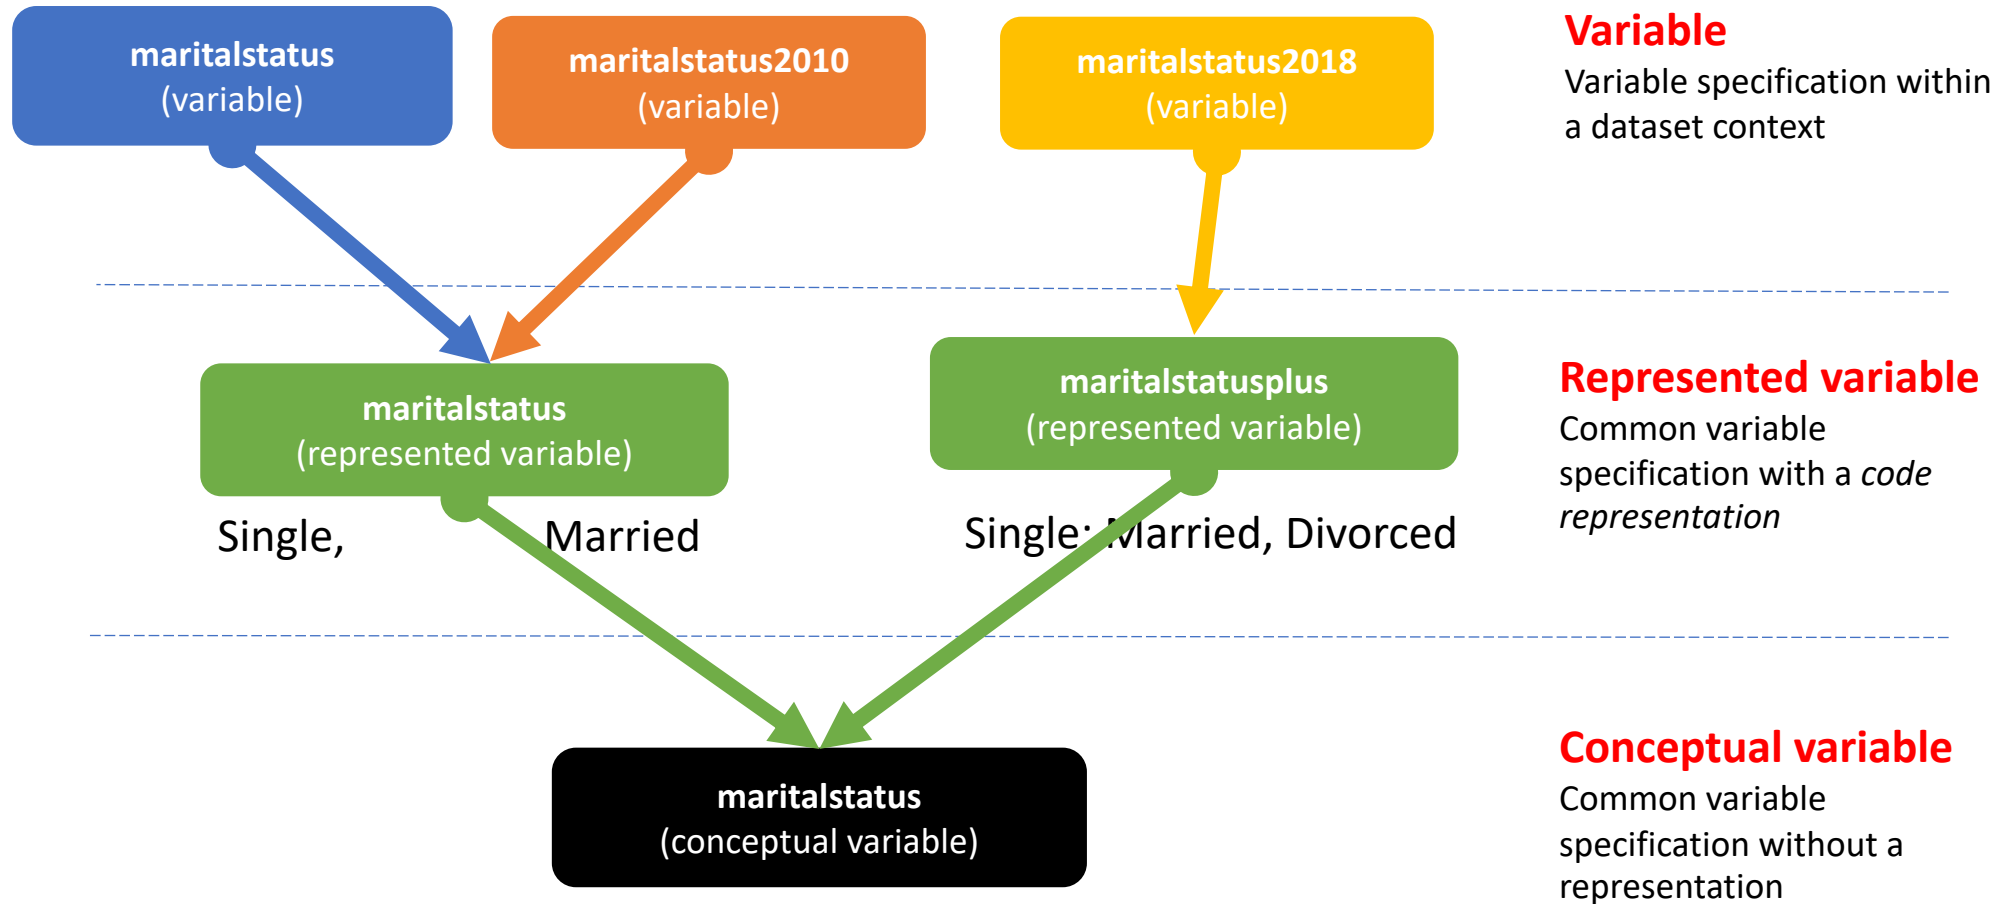 maritalstatus
(variable)
maritalstatus2010
(variable)
maritalstatus2018
(variable)
Variable
Variable specification within
a dataset context
maritalstatus
(represented variable)
Single, Married
maritalstatusplus
(represented variable)
Single; Married, Divorced
Represented variable
Common variable
specification with a code
representation
maritalstatus
(conceptual variable)
Conceptual variable
Common variable
specification without a
representation